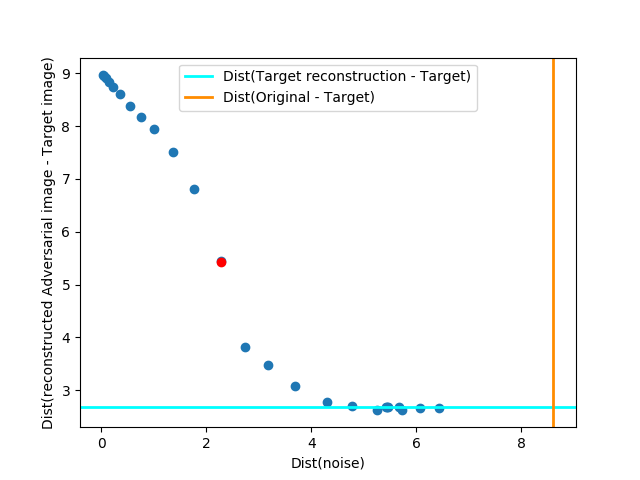 Dist(Target reconstruction - Target)
Dist(Original - Target)
Dist(reconstructed Adversarial image - Target image)
9
8
7
6
5
4
3
0 2 4 6 8
Dist(noise)